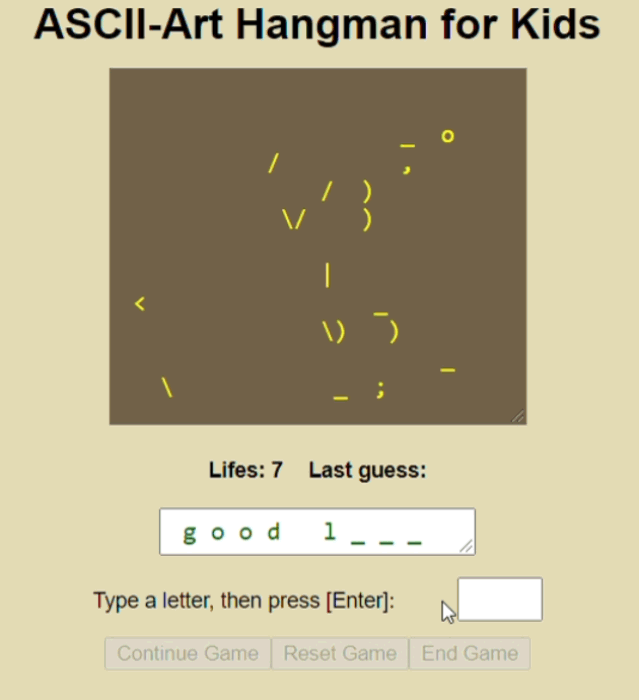 ASCII-Art Hangman for Kids
_ o
/ ,
/ )
\/ )
|
<
\) _)
_
\ _ ;
Lifes: 7 Last guess:
g o o d l _ _ _
Type a letter, then press [Enter]:
Continue Game Reset Game End Game